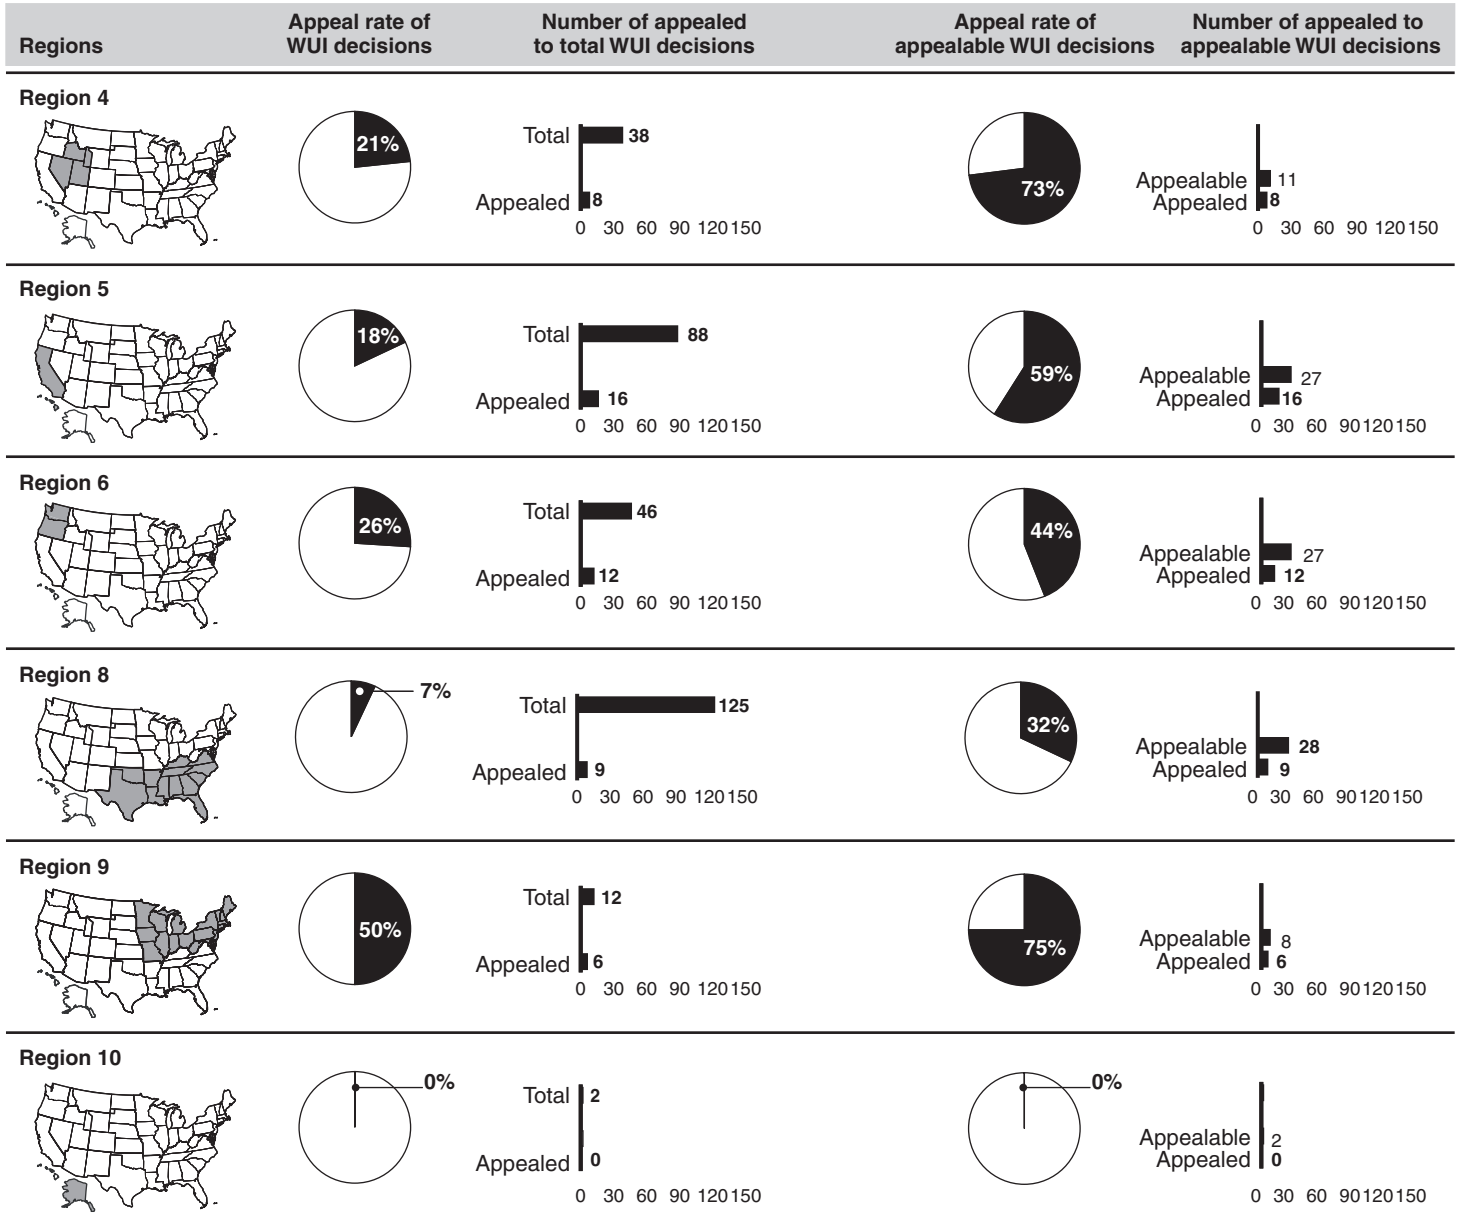 Regions
Appeal rate of
WUI decisions
Number of appealed
to total WUI decisions
Appeal rate of
appealable WUI decisions
Number of appealed to
appealable WUI decisions
Region 4
21%
Total 38
Appealed 8
0 30 60 90 120 150
73%
Appealable 11
Appealed 8
0 30 60 90 120 150
Region 5
18%
Total 88
Appealed 16
0 30 60 90 120 150
59%
Appealable 27
Appealed 16
0 30 60 90 120 150
Region 6
26%
Total 46
Appealed 12
0 30 60 90 120 150
44%
Appealable 27
Appealed 12
0 30 60 90 120 150
Region 8
7%
Total 125
Appealed 9
0 30 60 90 120 150
32%
Appealable 28
Appealed 9
0 30 60 90 120 150
Region 9
50%
Total 12
Appealed 6
0 30 60 90 120 150
75%
Appealable 8
Appealed 6
0 30 60 90 120 150
Region 10
0%
Total 2
Appealed 0
0 30 60 90 120 150
0%
Appealable 2
Appealed 0
0 30 60 90 120 150